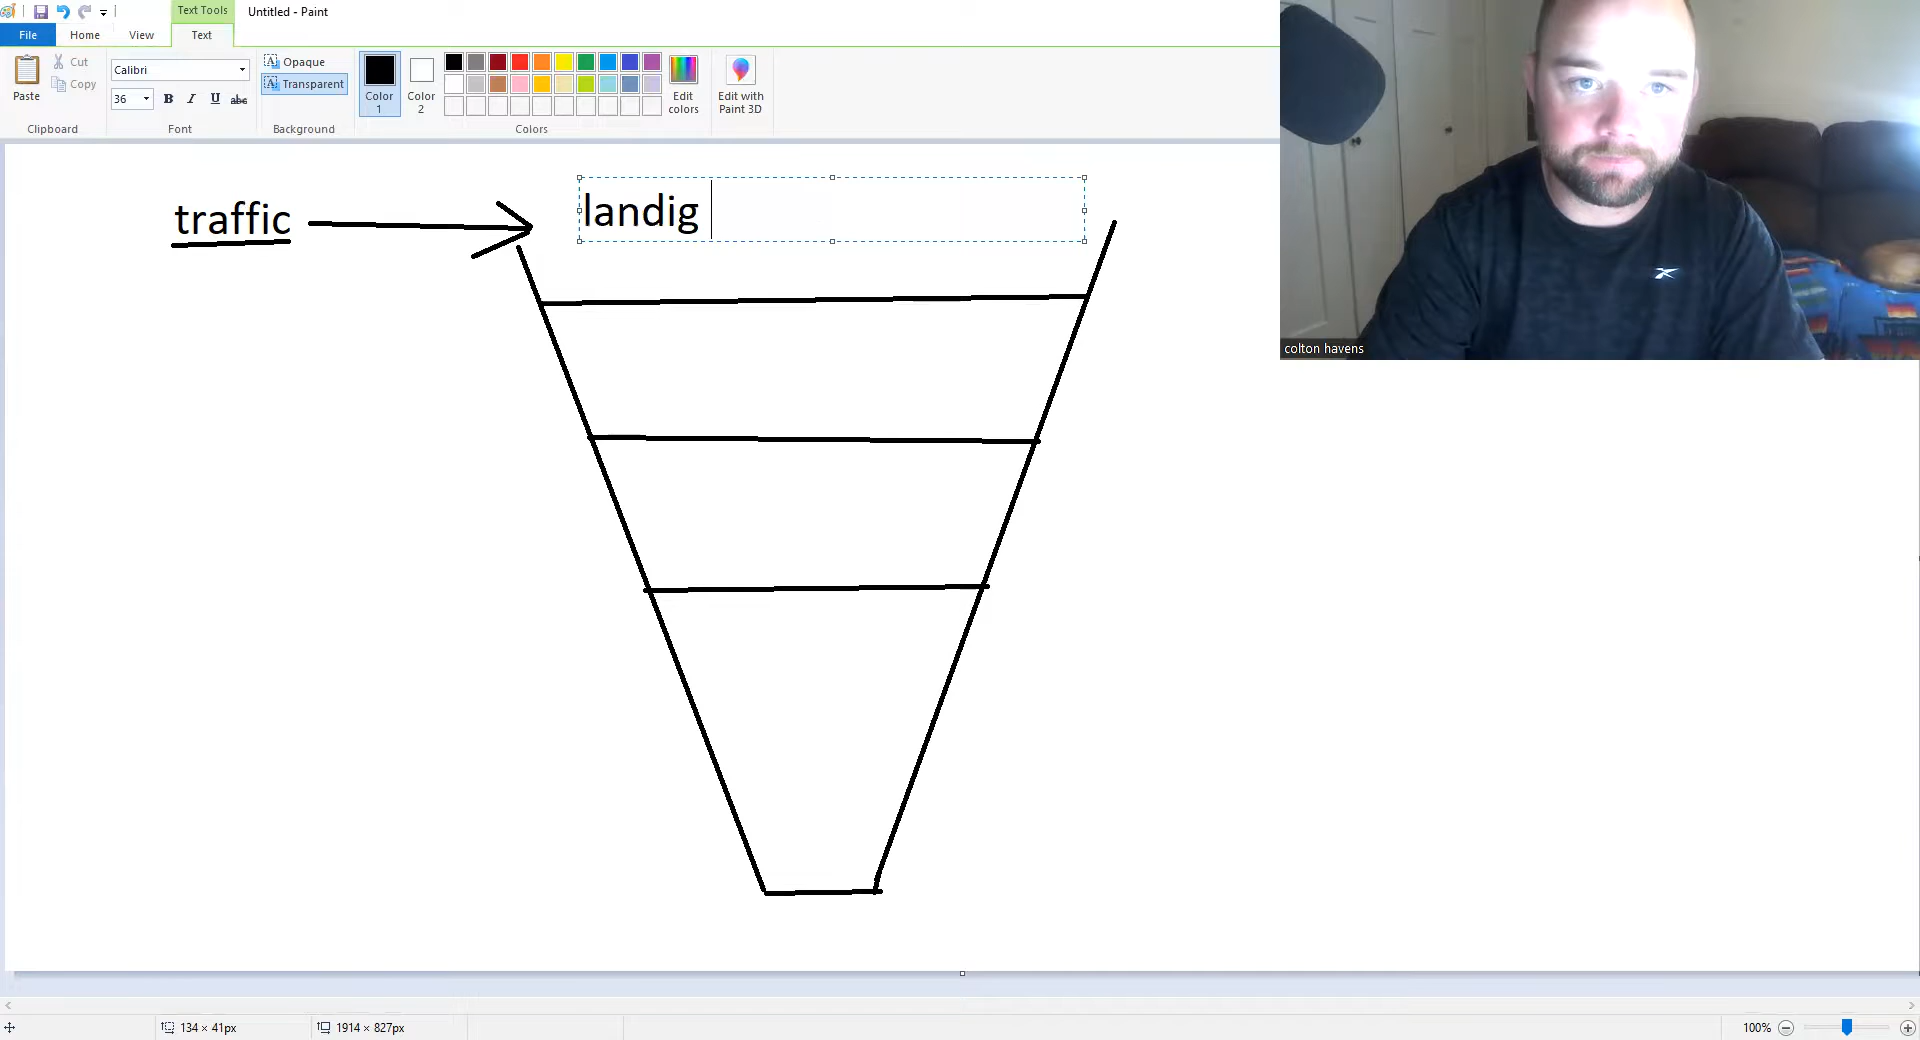 Text Tools
Untitled - Paint
File
Home
View
Text
Paste
Cut
Copy
Clipboard
Calibri
36
B I U abc
Font
Opaque
Transparent
Background
Color 1
Color 2
Edit colors
Edit with Paint 3D
Colors
traffic
landig
colton havens
134 × 41px
1914 × 827px
100%